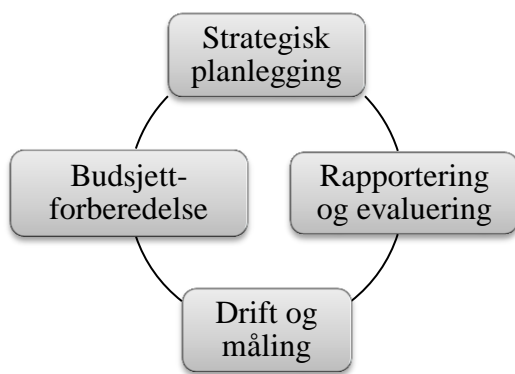 Strategisk
planlegging
Budsjett-
forberedelse
Rapportering
og evaluering
Drift og
måling